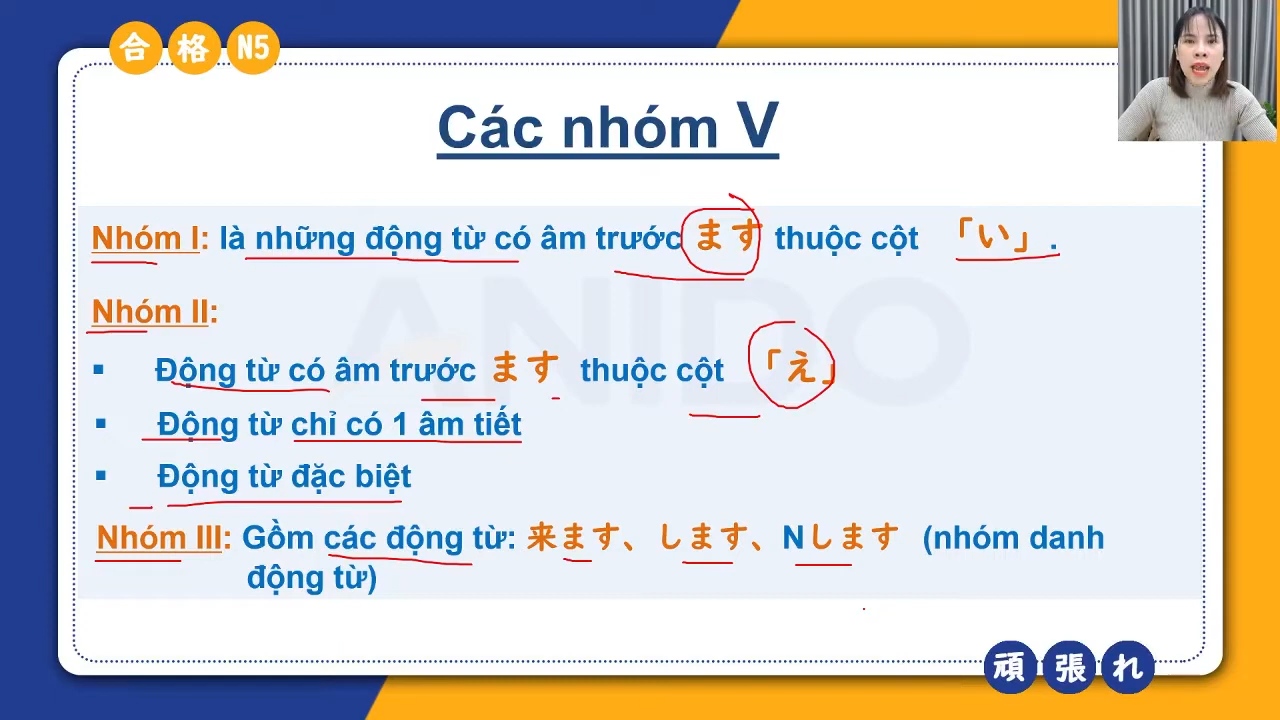 合格 N5
Các nhóm V
Nhóm I: là những động từ có âm trước ます thuộc cột 「い」.
Nhóm II:
▪ Động từ có âm trước ます thuộc cột 「え」
▪ Động từ chỉ có 1 âm tiết
▪ Động từ đặc biệt
Nhóm III: Gồm các động từ: 来ます、します、Nします (nhóm danh
động từ)
ANIDO
頑張れ